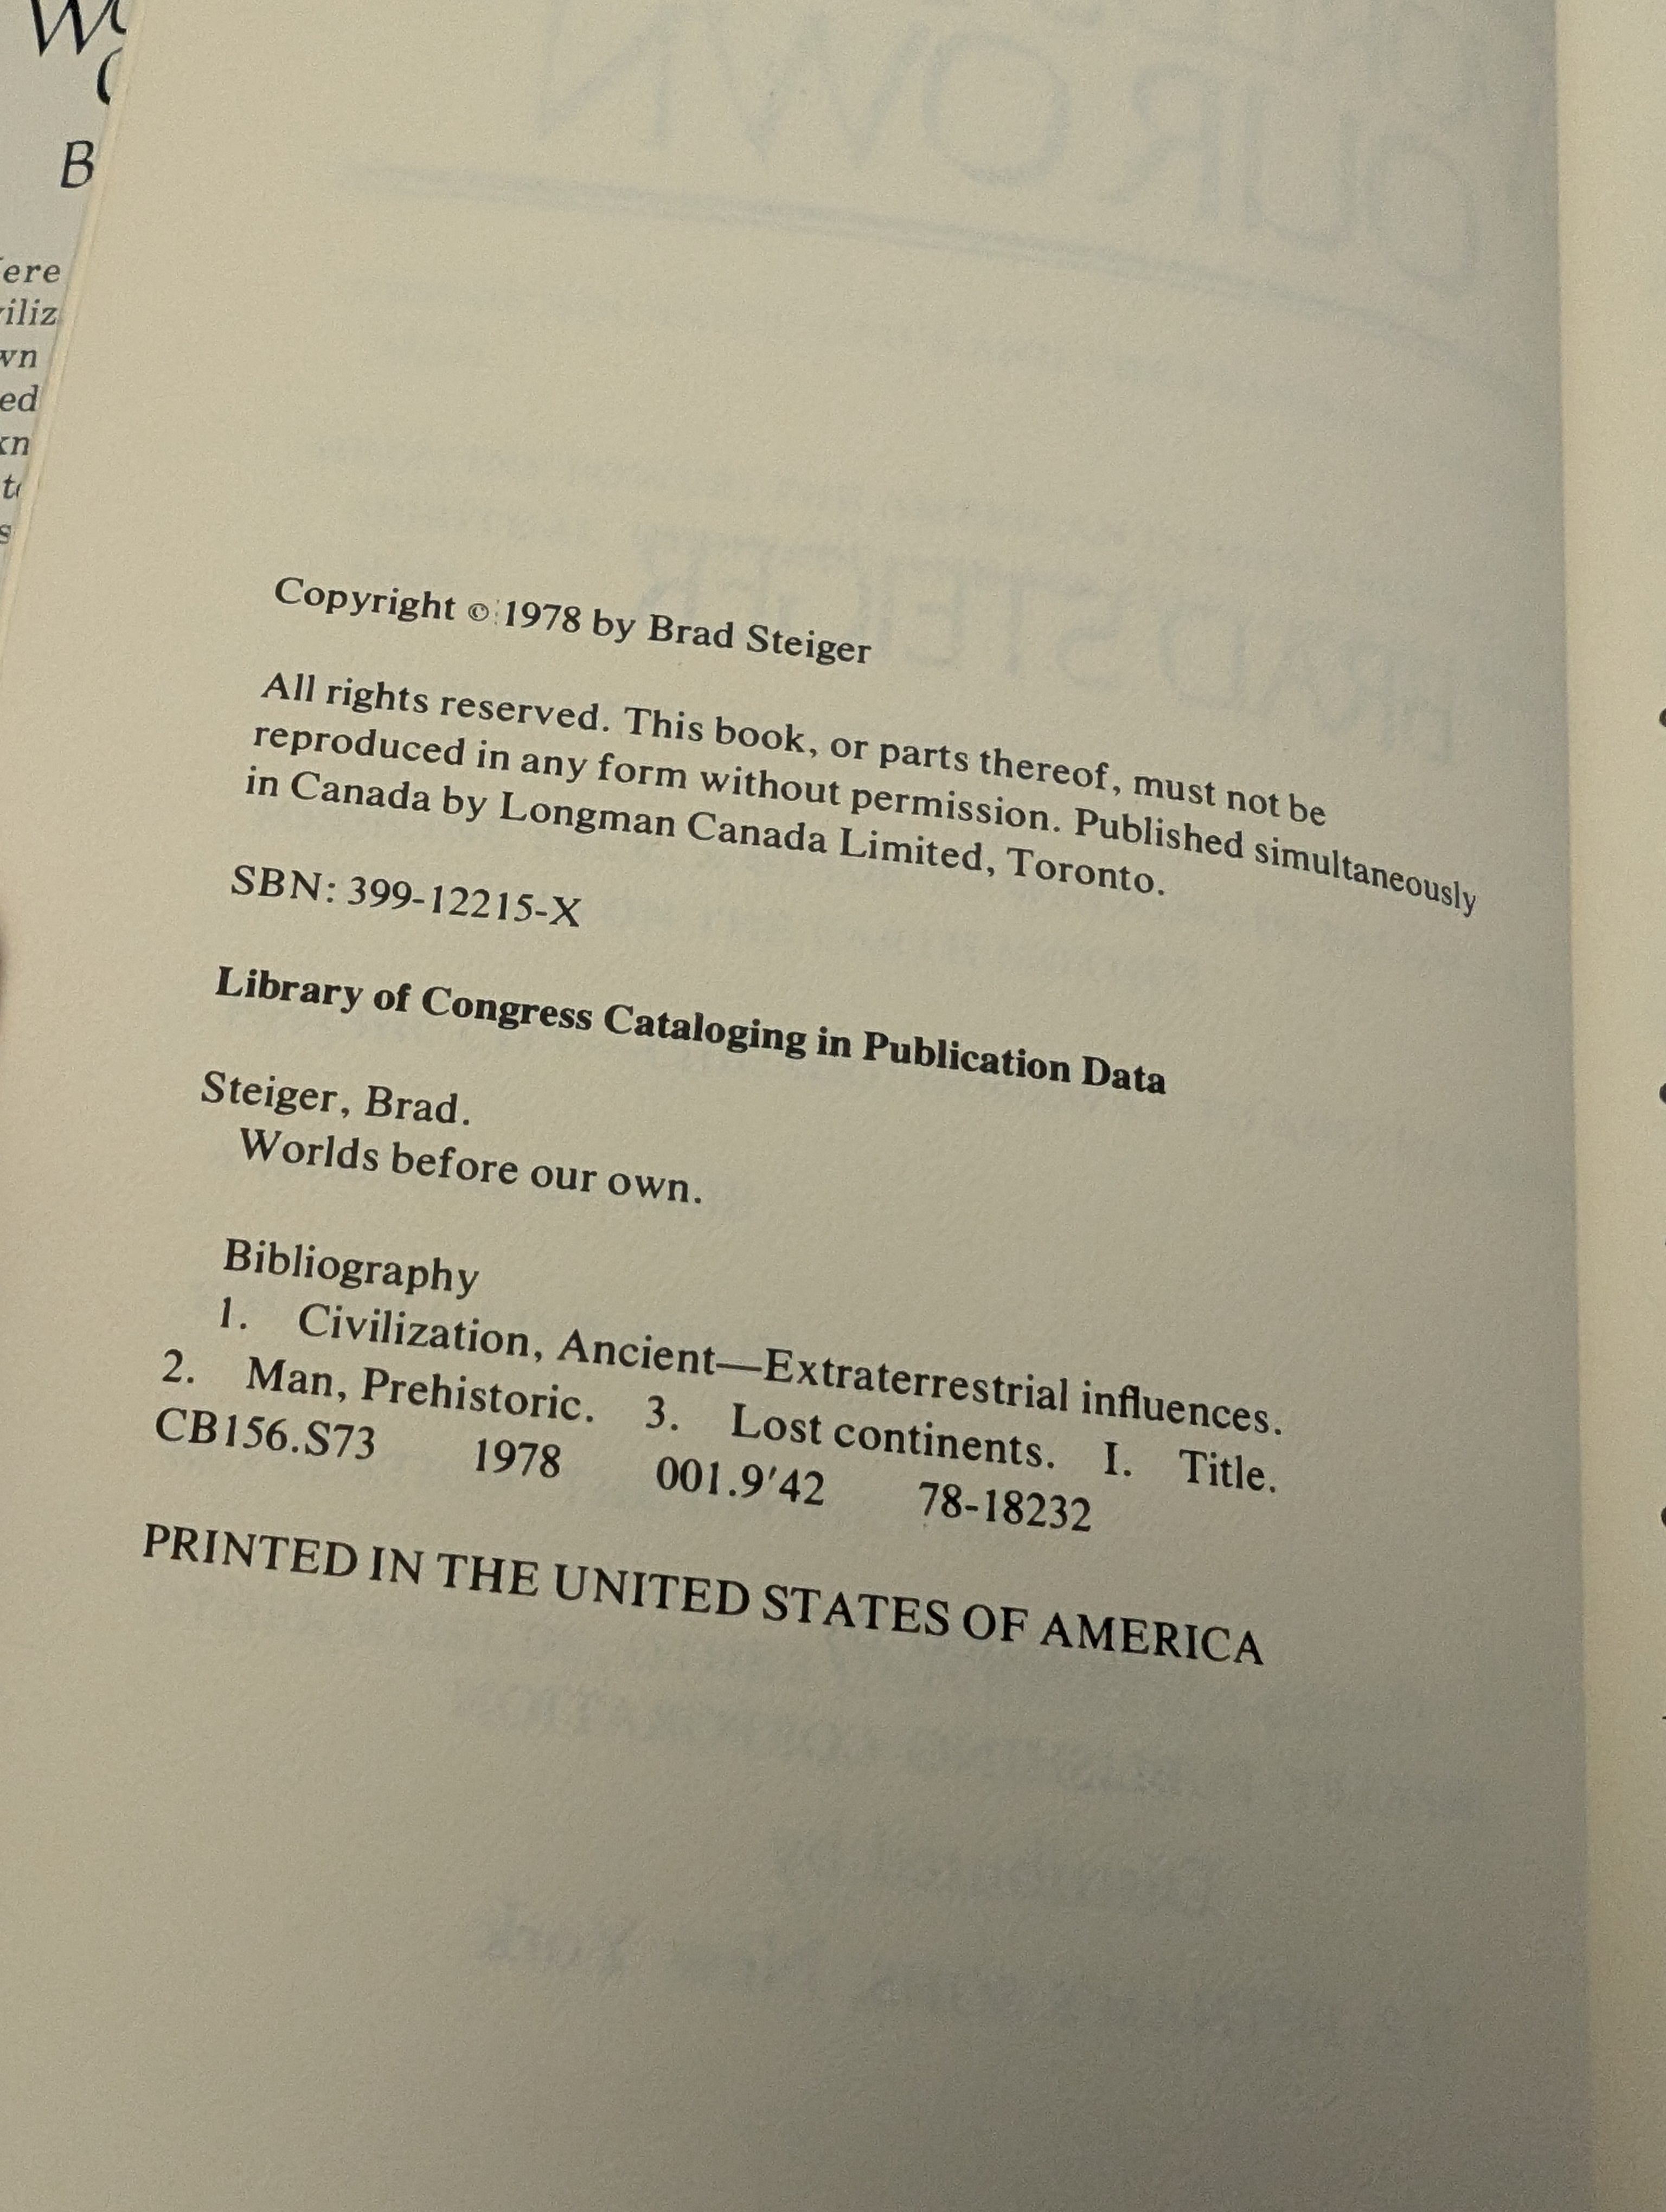 B
Copyright © 1978 by Brad Steiger
All rights reserved. This book, or parts thereof, must not be
reproduced in any form without permission. Published simultaneously
in Canada by Longman Canada Limited, Toronto.
SBN: 399-12215-X
Library of Congress Cataloging in Publication Data
Steiger, Brad.
Worlds before our own.
Bibliography
1. Civilization, Ancient—Extraterrestrial influences.
2. Man, Prehistoric. 3. Lost continents. I. Title.
CB156.S73 1978 001.9′42 78-18232
PRINTED IN THE UNITED STATES OF AMERICA